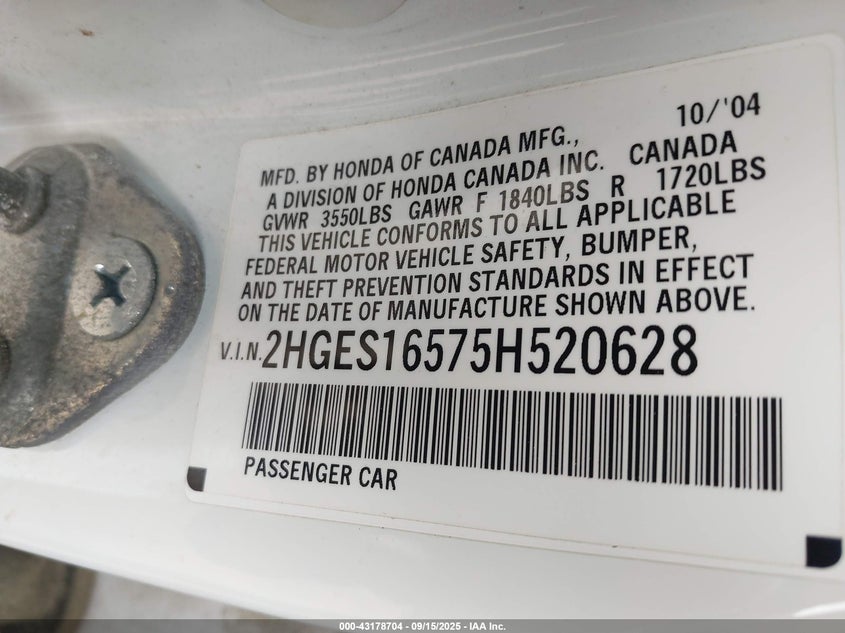 10/'04
MFD. BY HONDA OF CANADA MFG.,
A DIVISION OF HONDA CANADA INC. CANADA
GVWR 3550LBS GAWR F 1840LBS R 1720LBS
THIS VEHICLE CONFORMS TO ALL APPLICABLE
FEDERAL MOTOR VEHICLE SAFETY, BUMPER,
AND THEFT PREVENTION STANDARDS IN EFFECT
ON THE DATE OF MANUFACTURE SHOWN ABOVE.
V.I.N. 2HGES16575H520628
PASSENGER CAR
000-43178704 - 09/15/2025 - IAA Inc.